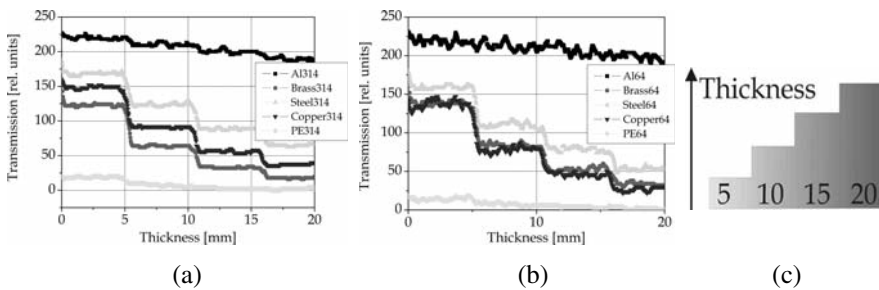 Transmission [rel. units]
250
200
150
100
50
0
Al314
Brass314
Steel314
Copper314
PE314
0 5 10 15 20
Thickness [mm]
(a)
Transmission [rel. units]
250
200
150
100
50
0
Al64
Brass64
Steel64
Copper64
PE64
0 10 20
Thickness [mm]
(b)
Thickness
5 10 15 20
(c)